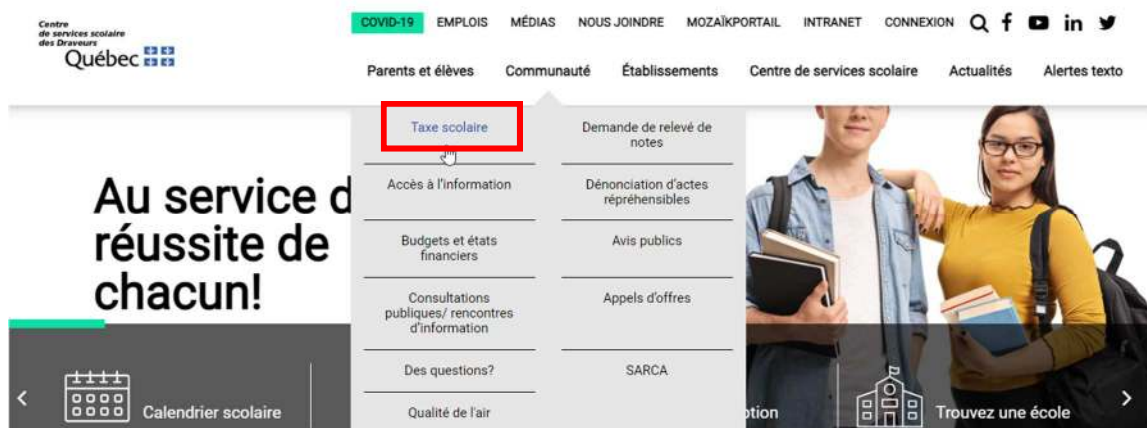 Centre
de services scolaire
des Draveurs
Québec
COVID-19 EMPLOIS MÉDIAS NOUS JOINDRE MOZAÏKPORTAIL INTRANET CONNEXION
Parents et élèves Communauté Établissements Centre de services scolaire Actualités Alertes texto
Taxe scolaire
Demande de relevé de
notes
Accès à l'information
Dénonciation d'actes
répréhensibles
Budgets et états
financiers
Avis publics
Consultations
publiques/ rencontres
d'information
Appels d'offres
Des questions?
SARCA
Qualité de l'air
Au service d
réussite de
chacun!
Calendrier scolaire
ption
Trouvez une école